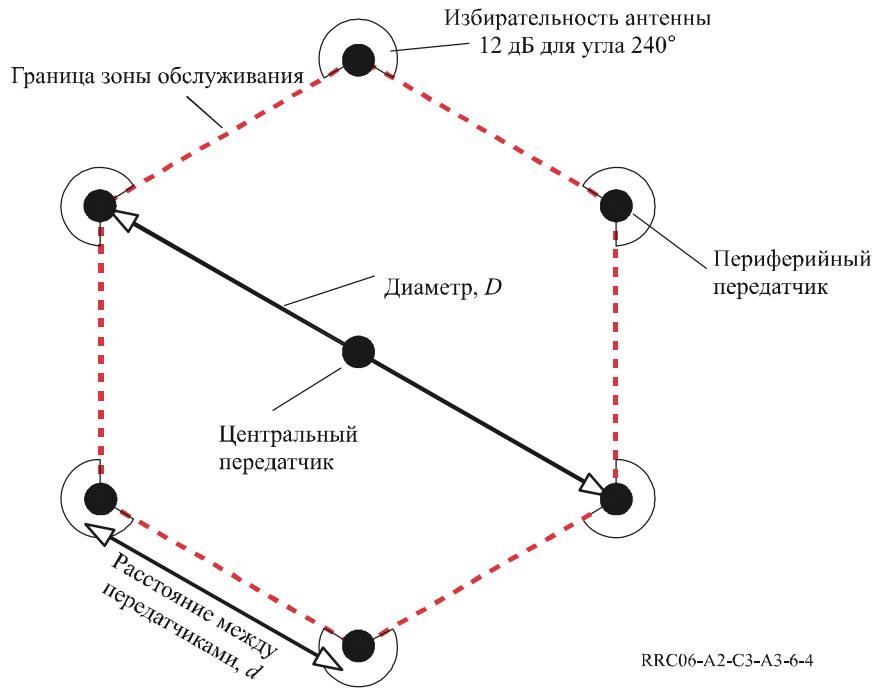 Избирательность антенны
12 дБ для угла 240°
Граница зоны обслуживания
Периферийный
передатчик
Диаметр, D
Центральный
передатчик
Расстояние между
передатчиками, d
RRC06-A2-C3-A3-6-4